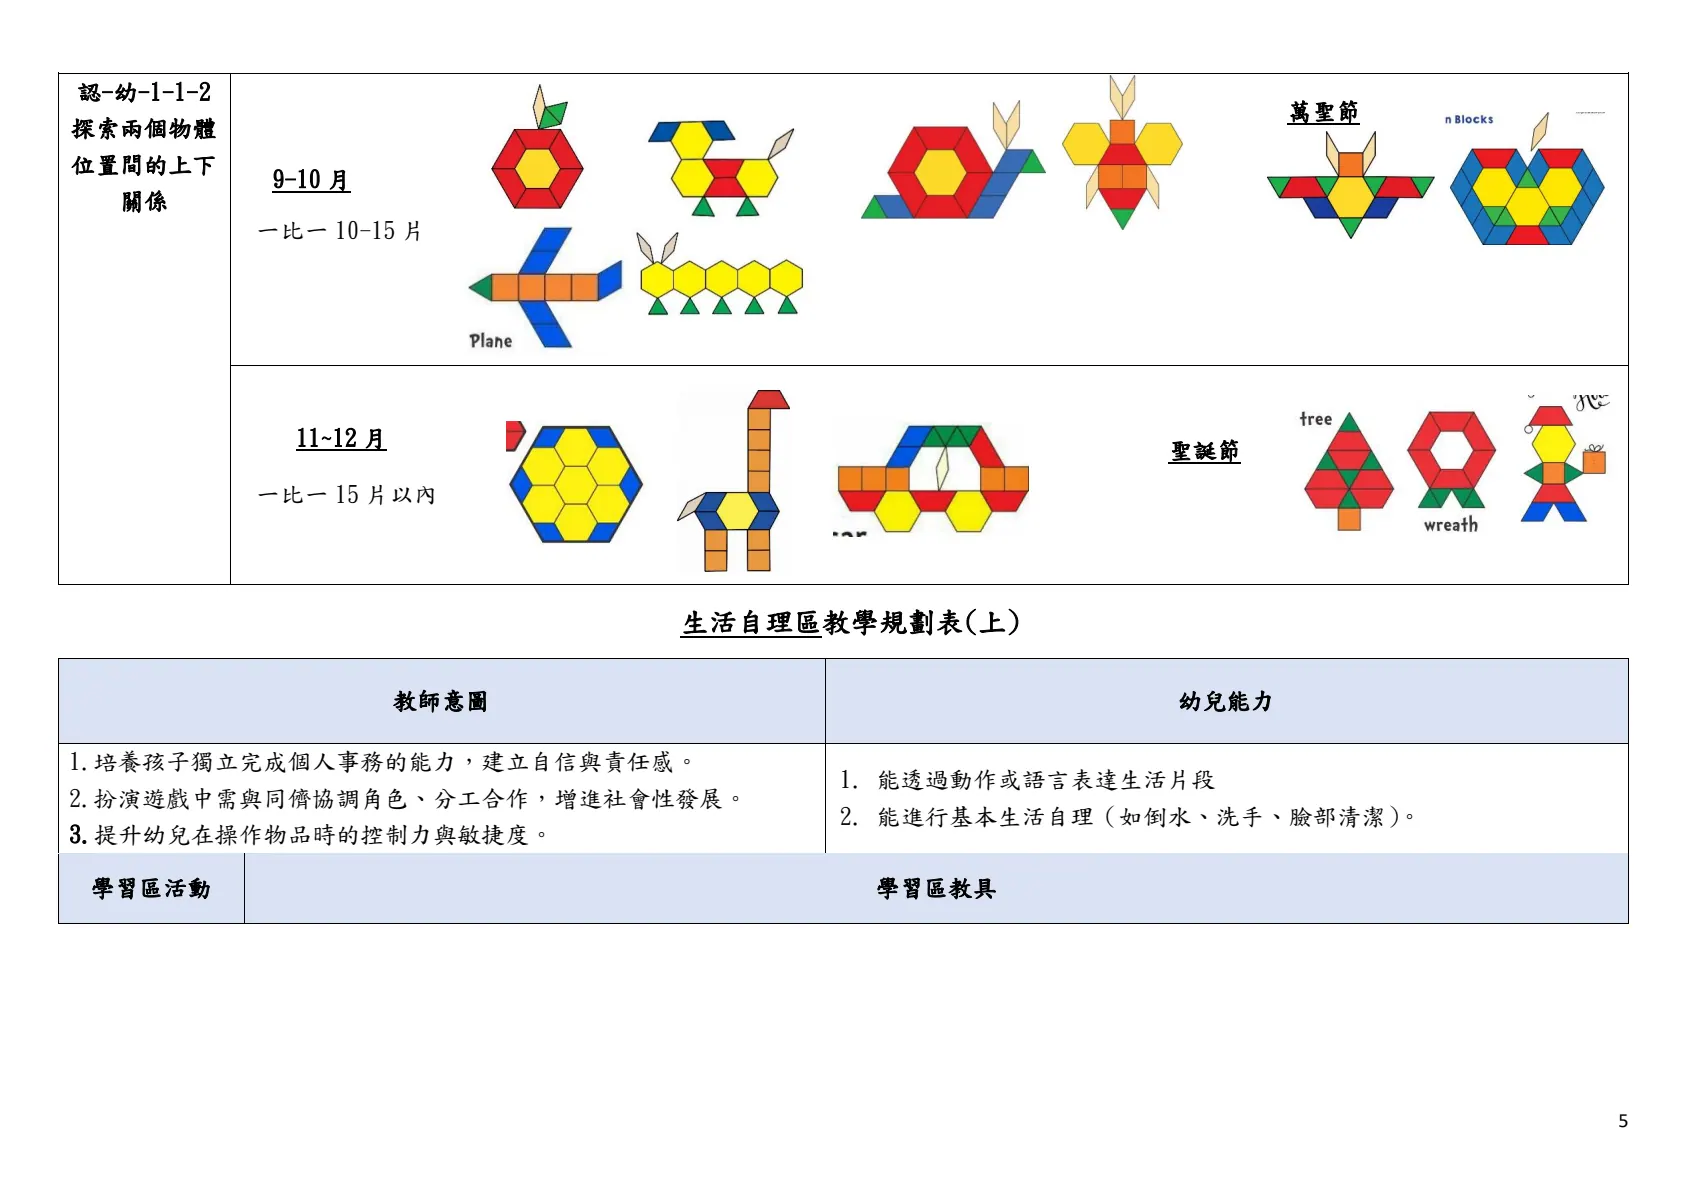 認-幼-1-1-2
探索兩個物體
位置間的上下
關係
9-10 月
一比一 10-15 片
Plane
萬聖節
n Blocks
11~12 月
一比一 15 片以內
聖誕節
tree
wreath
生活自理區教學規劃表(上)
教師意圖
幼兒能力
1.培養孩子獨立完成個人事務的能力，建立自信與責任感。
2.扮演遊戲中需與同儕協調角色、分工合作，增進社會性發展。
3.提升幼兒在操作物品時的控制力與敏捷度。
1. 能透過動作或語言表達生活片段
2. 能進行基本生活自理（如倒水、洗手、臉部清潔）。
學習區活動
學習區教具
5